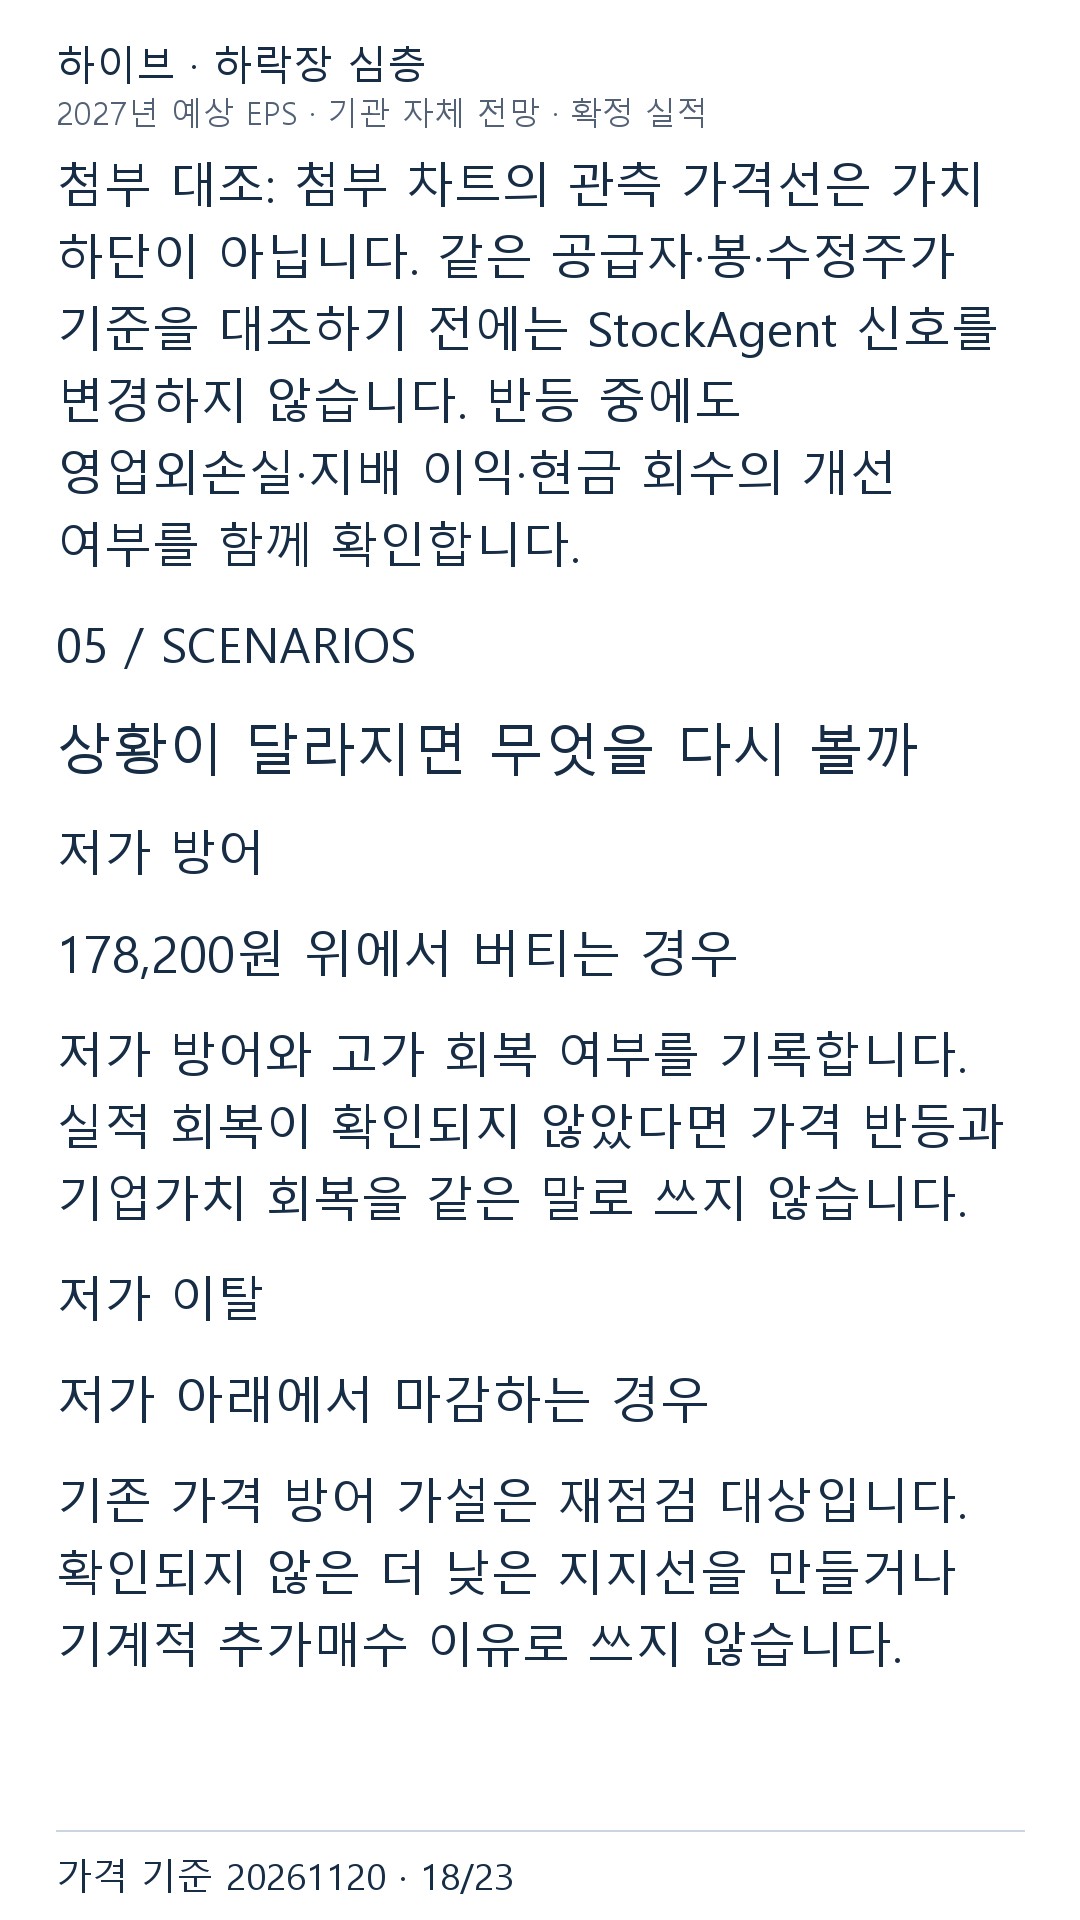 하이브 · 하락장 심층
2027년 예상 EPS · 기관 자체 전망 · 확정 실적
첨부 대조: 첨부 차트의 관측 가격선은 가치
하단이 아닙니다. 같은 공급자·봉·수정주가
기준을 대조하기 전에는 StockAgent 신호를
변경하지 않습니다. 반등 중에도
영업외손실·지배 이익·현금 회수의 개선
여부를 함께 확인합니다.
05 / SCENARIOS
상황이 달라지면 무엇을 다시 볼까
저가 방어
178,200원 위에서 버티는 경우
저가 방어와 고가 회복 여부를 기록합니다.
실적 회복이 확인되지 않았다면 가격 반등과
기업가치 회복을 같은 말로 쓰지 않습니다.
저가 이탈
저가 아래에서 마감하는 경우
기존 가격 방어 가설은 재점검 대상입니다.
확인되지 않은 더 낮은 지지선을 만들거나
기계적 추가매수 이유로 쓰지 않습니다.
가격 기준 20261120 · 18/23